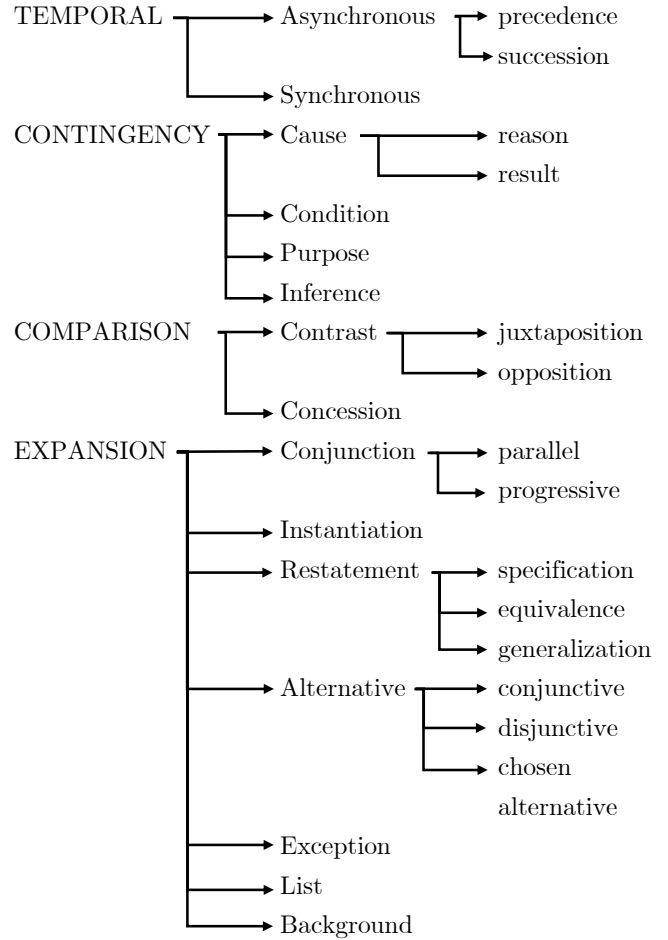 TEMPORAL Asynchronous precedence
succession
Synchronous
CONTINGENCY Cause reason
result
Condition
Purpose
Inference
COMPARISON Contrast juxtaposition
opposition
Concession
EXPANSION Conjunction parallel
progressive
Instantiation
Restatement specification
equivalence
generalization
Alternative conjunctive
disjunctive
chosen
alternative
Exception
List
Background